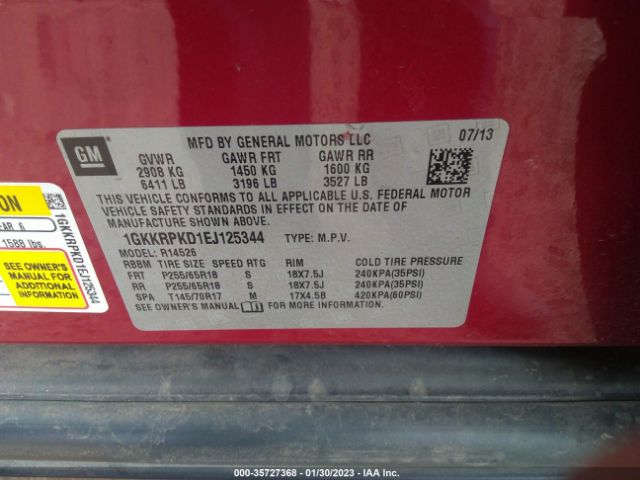 MFD BY GENERAL MOTORS LLC 07/13
GM
GVWR GAWR FRT GAWR RR
2908 KG 1450 KG 1600 KG
6411 LB 3196 LB 3527 LB
THIS VEHICLE CONFORMS TO ALL APPLICABLE U.S. FEDERAL MOTOR
VEHICLE SAFETY STANDARDS IN EFFECT ON THE DATE OF
MANUFACTURE SHOWN ABOVE.
1GKKRPKD1EJ125344 TYPE: M.P.V.
MODEL: R14526
RBBM TIRE SIZE SPEED RTG RIM COLD TIRE PRESSURE
FRT P255/65R18 S 18X7.5J 240KPA(35PSI)
RR P255/65R18 S 18X7.5J 240KPA(35PSI)
SPA T145/70R17 M 17X4.5B 420KPA(60PSI)
SEE OWNER'S MANUAL FOR MORE INFORMATION.
ON
EAR 6
1588 lbs.
SEE OWNER'S
MANUAL FOR
ADDITIONAL
INFORMATION
1GKKRPKD1EJ125344
000-35727368 - 01/30/2023 - IAA Inc.